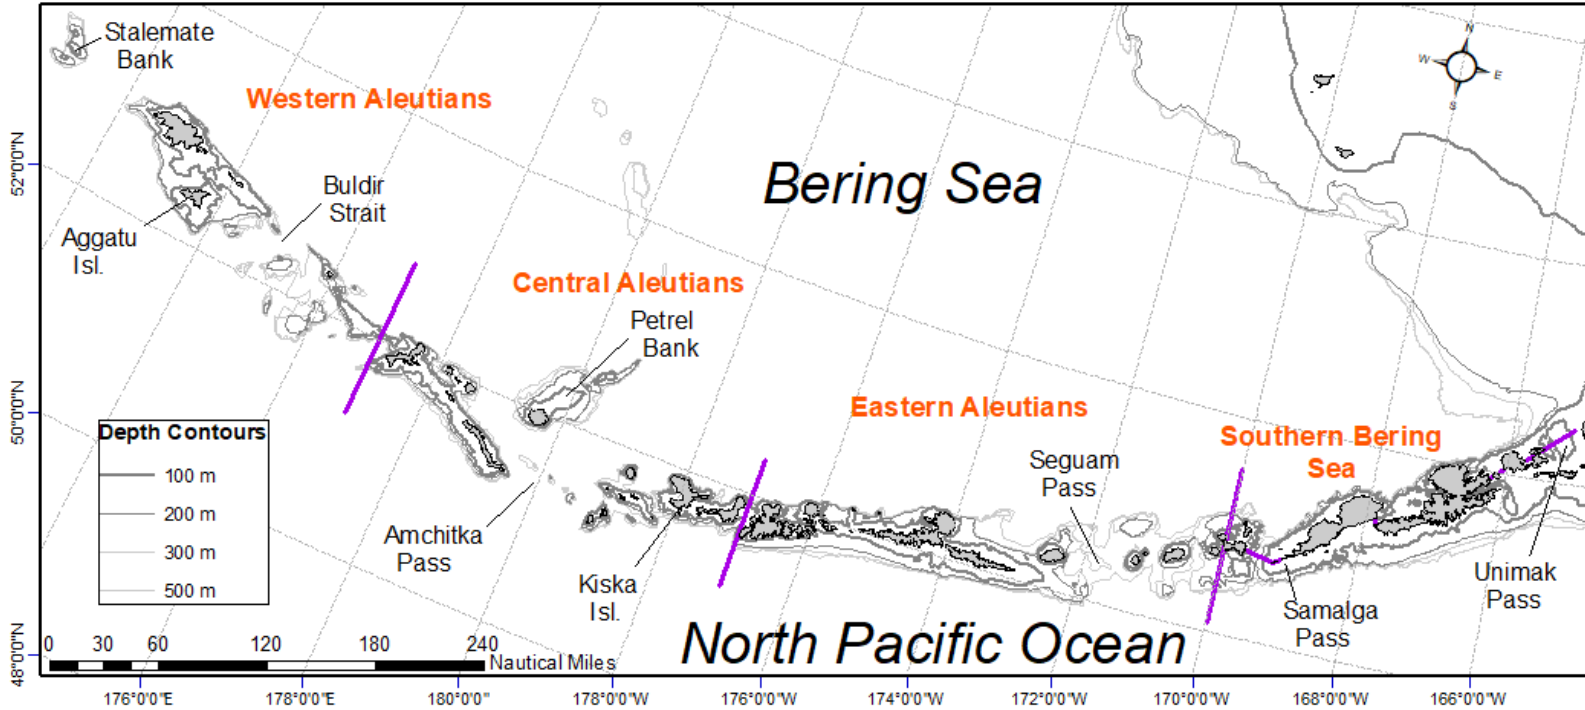 Stalemate
Bank
Western Aleutians
N
W
E
S
52°0'0"N
Bering Sea
Buldir
Strait
Aggatu
Isl.
Central Aleutians
Petrel
Bank
50°0'0"N
Eastern Aleutians
Southern Bering
Sea
Depth Contours
100 m
200 m
300 m
500 m
Seguam
Pass
Amchitka
Pass
Kiska
Isl.
Unimak
Pass
Samalga
Pass
North Pacific Ocean
48°0'0"N
0 30 60 120 180 240
Nautical Miles
176°0'0"E 178°0'0"E 180°0'0" 178°0'0"W 176°0'0"W 174°0'0"W 172°0'0"W 170°0'0"W 168°0'0"W 166°0'0"W